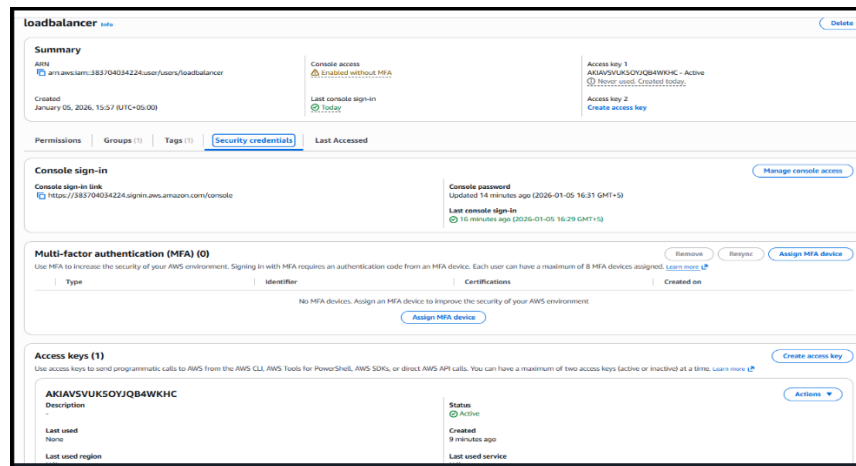 loadbalancer Info
Delete
Summary
ARN
arn:aws:iam::383704034224:user/users/loadbalancer
Console access
Enabled without MFA
Access key 1
AKIAVSVUK5OYJQB4WKHC - Active
Never used. Created today.
Created
January 05, 2026, 15:57 (UTC+05:00)
Last console sign-in
Today
Access key 2
Create access key
Permissions Groups (1) Tags (1) Security credentials Last Accessed
Console sign-in
Manage console access
Console sign-in link
https://383704034224.signin.aws.amazon.com/console
Console password
Updated 14 minutes ago (2026-01-05 16:31 GMT+5)
Last console sign-in
16 minutes ago (2026-01-05 16:29 GMT+5)
Multi-factor authentication (MFA) (0)
Remove Resync Assign MFA device
Use MFA to increase the security of your AWS environment. Signing in with MFA requires an authentication code from an MFA device. Each user can have a maximum of 8 MFA devices assigned. Learn more
Type Identifier Certifications Created on
No MFA devices. Assign an MFA device to improve the security of your AWS environment
Assign MFA device
Access keys (1)
Create access key
Use access keys to send programmatic calls to AWS from the AWS CLI, AWS Tools for PowerShell, AWS SDKs, or direct AWS API calls. You can have a maximum of two access keys (active or inactive) at a time. Learn more
AKIAVSVUK5OYJQB4WKHC
Actions
Description
-
Status
Active
Last used
None
Created
9 minutes ago
Last used region
Last used service